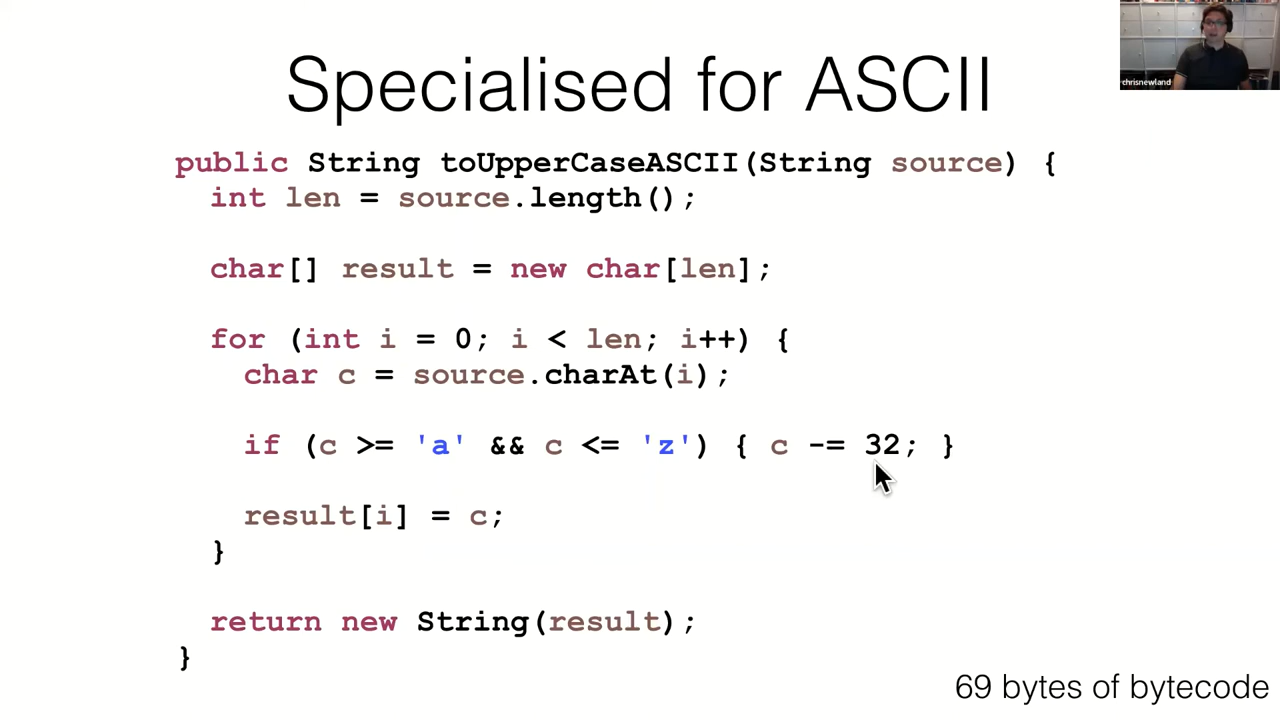 Specialised for ASCII
chrisnewland
public String toUpperCaseASCII(String source) {
int len = source.length();
char[] result = new char[len];
for (int i = 0; i < len; i++) {
char c = source.charAt(i);
if (c >= 'a' && c <= 'z') { c -= 32; }
result[i] = c;
}
return new String(result);
}
69 bytes of bytecode